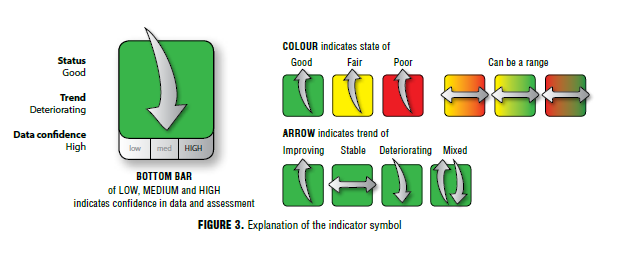 Status
Good
Trend
Deteriorating
Data confidence
High
low med HIGH
BOTTOM BAR
of LOW, MEDIUM and HIGH
indicates confidence in data and assessment
COLOUR indicates state of
Good Fair Poor Can be a range
ARROW indicates trend of
Improving Stable Deteriorating Mixed
FIGURE 3. Explanation of the indicator symbol